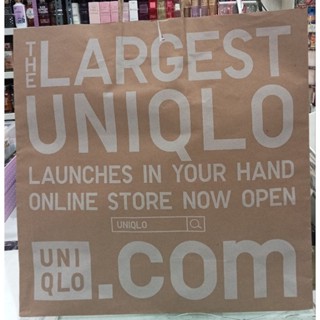 THE LARGEST
UNIQLO
LAUNCHES IN YOUR HAND
ONLINE STORE NOW OPEN
UNIQLO
UNI
QLO
.com